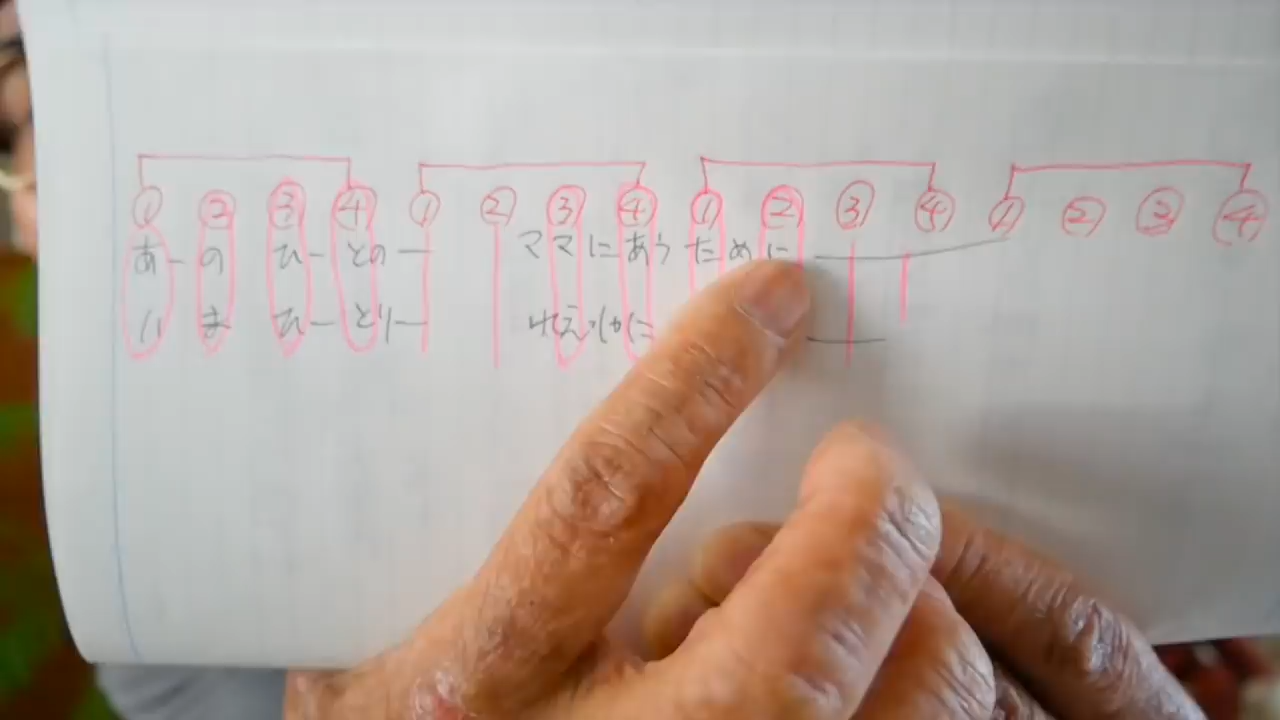 ① ② ③ ④ ① ② ③ ④ ① ② ③ ④ ① ② ③ ④
あーの ひーとのー ママにあう ために
いま ひーとりー